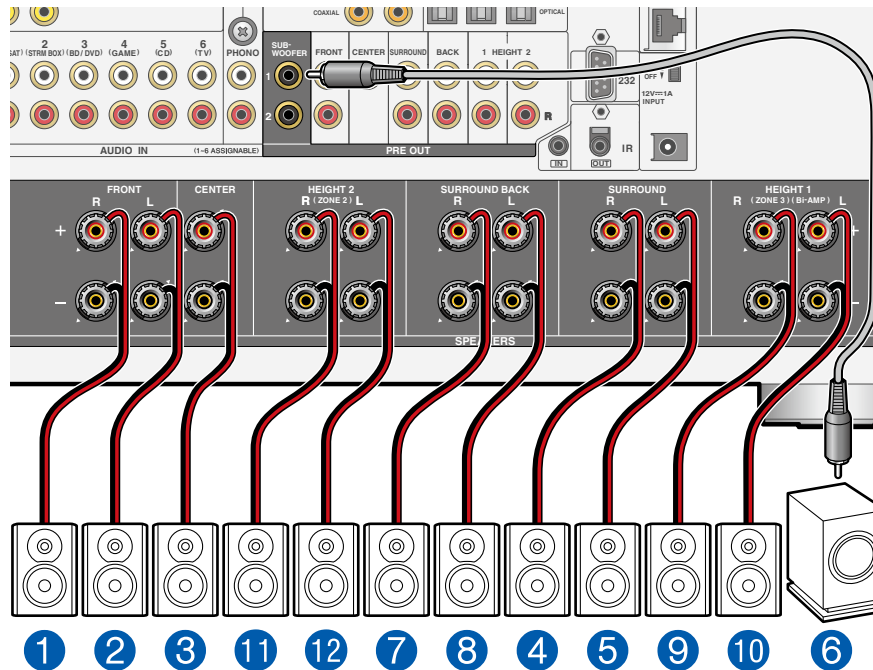 COAXIAL
OPTICAL
2 3 4 5 6
SAT) (STRM BOX) (BD/DVD) (GAME) (CD) (TV) PHONO
SUB-
WOOFER
FRONT CENTER SURROUND BACK 1 HEIGHT 2
1
2
R
232
OFF
12V 1A
INPUT
IR
IN
OUT
AUDIO IN (1~6 ASSIGNABLE) PRE OUT
FRONT CENTER HEIGHT 2 SURROUND BACK SURROUND HEIGHT 1
R L R (ZONE 2) L R L R L R (ZONE 3) (Bi-AMP) L
+ +
− −
SPEAKERS
1 2 3 11 12 7 8 4 5 9 10 6